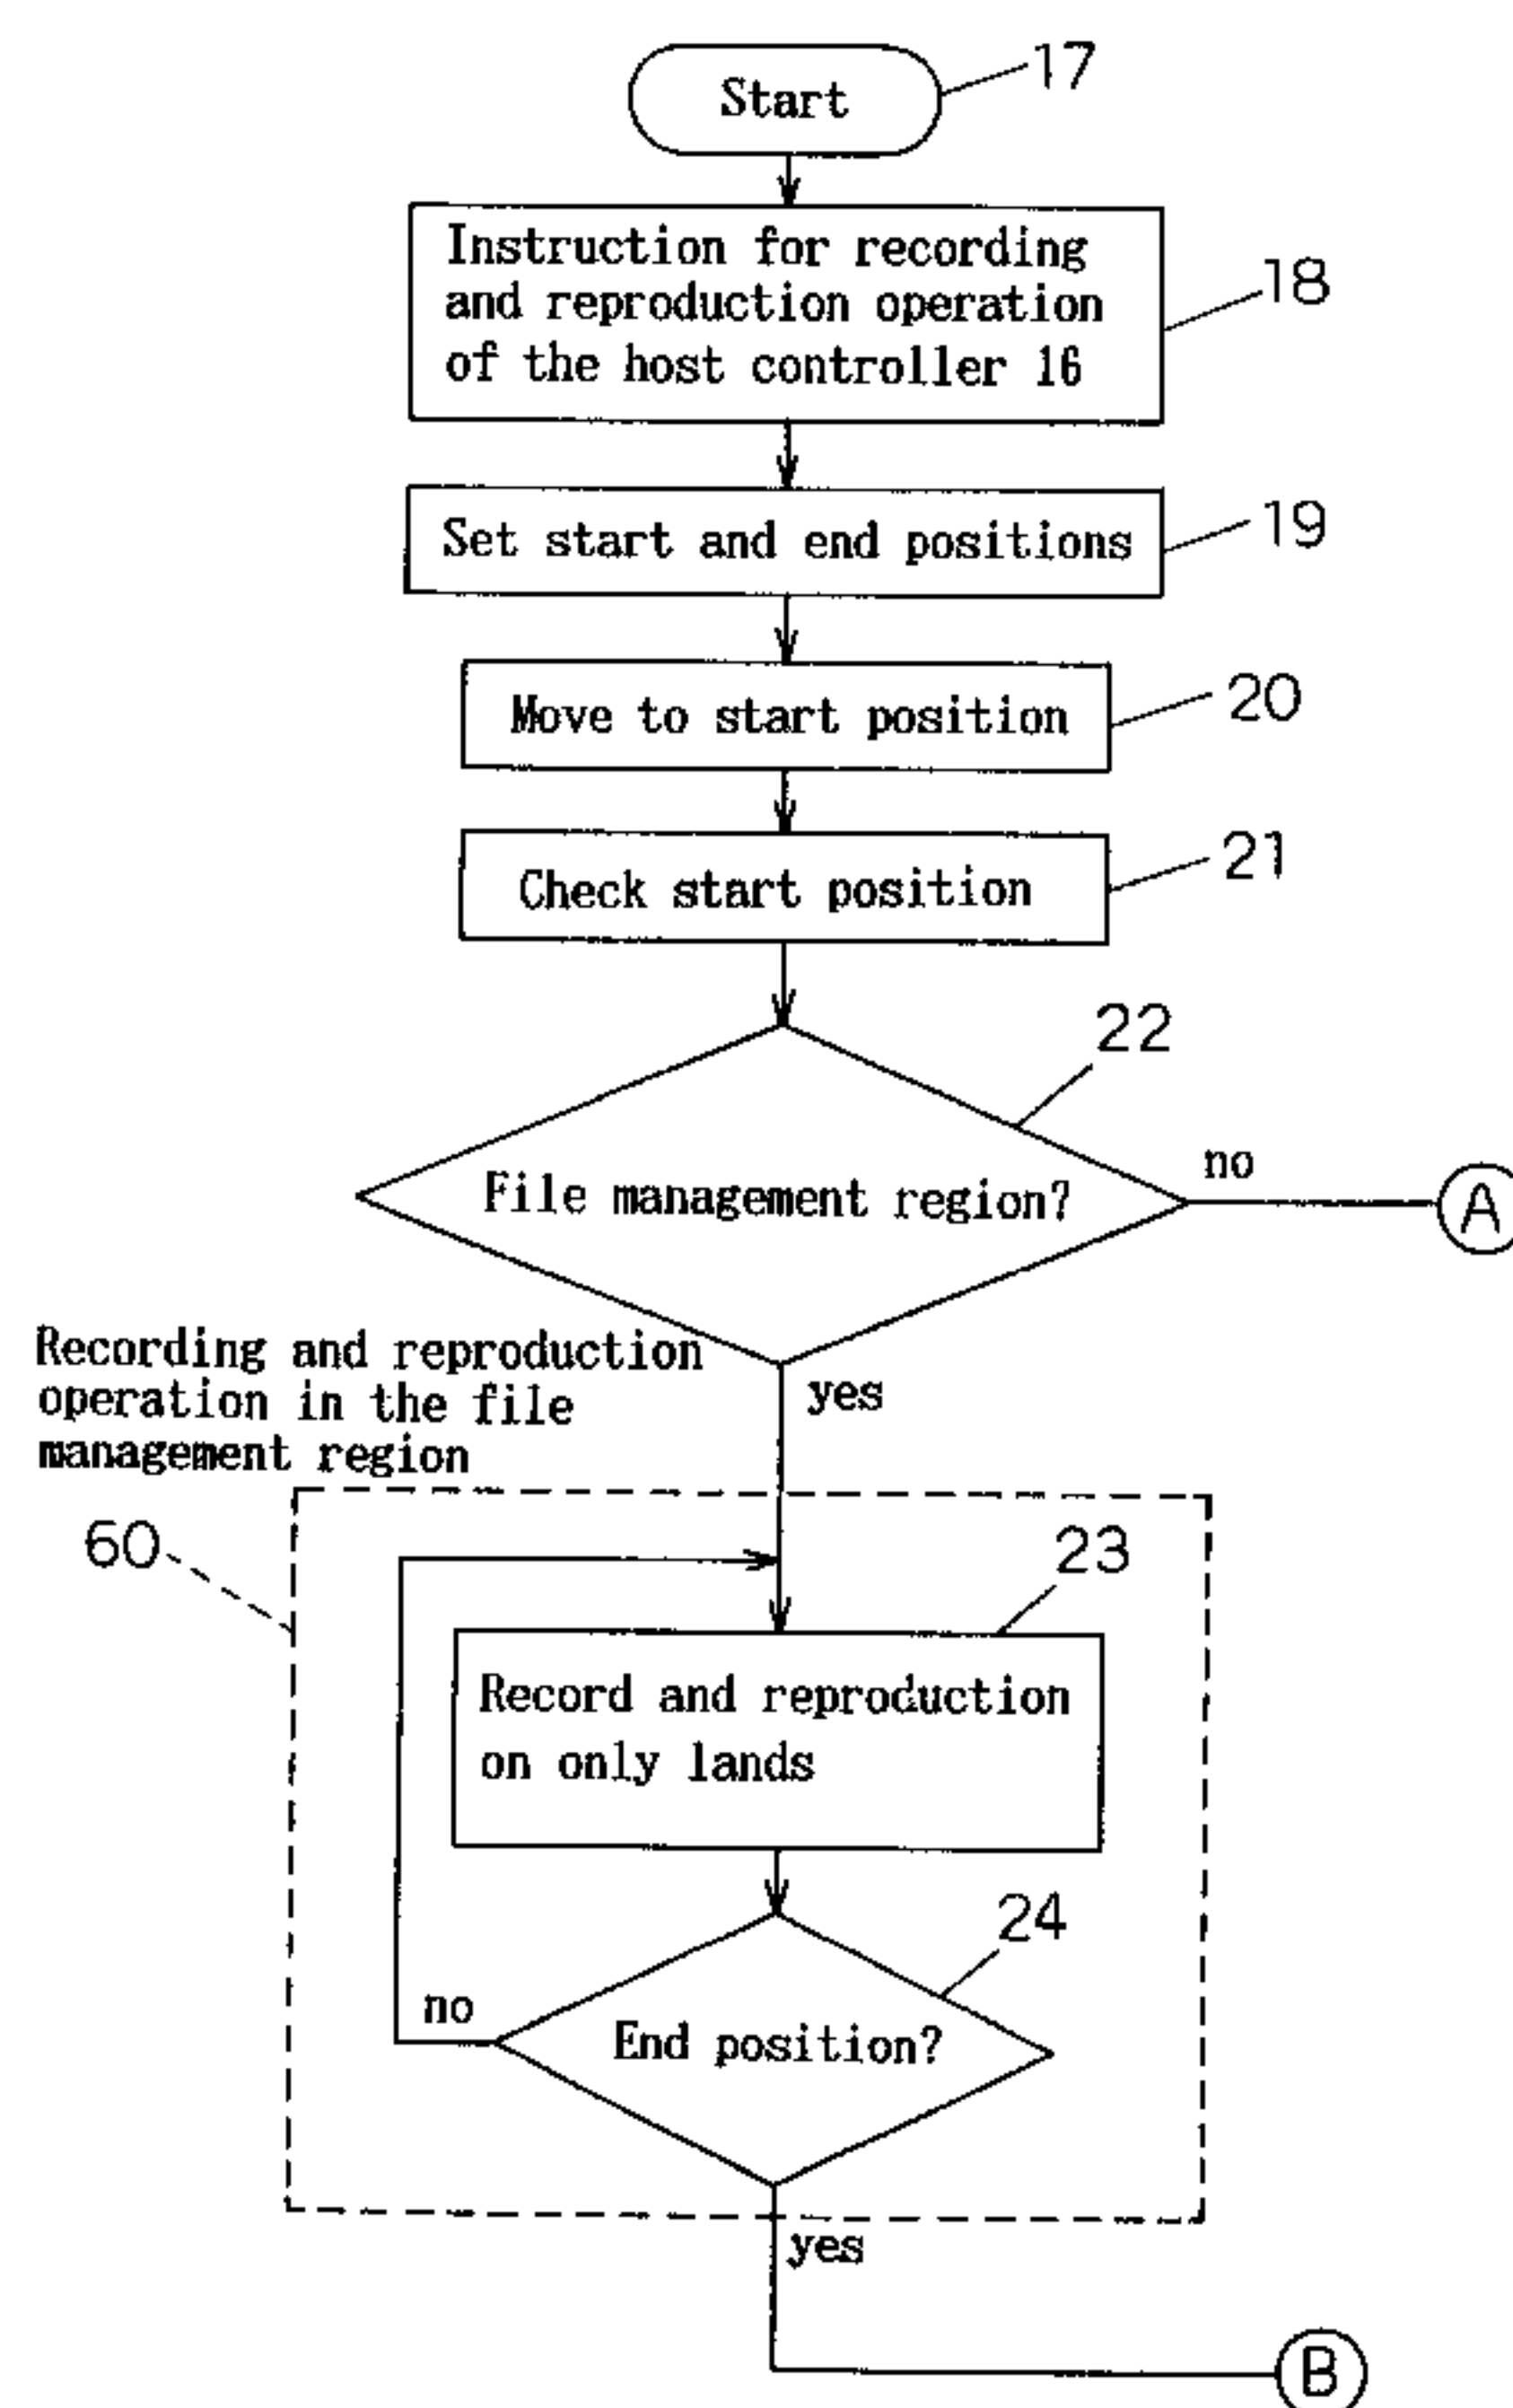 Start
17
Instruction for recording
and reproduction operation
of the host controller 16
18
Set start and end positions
19
Move to start position
20
Check start position
21
22
File management region?
no
A
yes
Recording and reproduction
operation in the file
management region
60
23
Record and reproduction
on only lands
24
no
End position?
yes
B